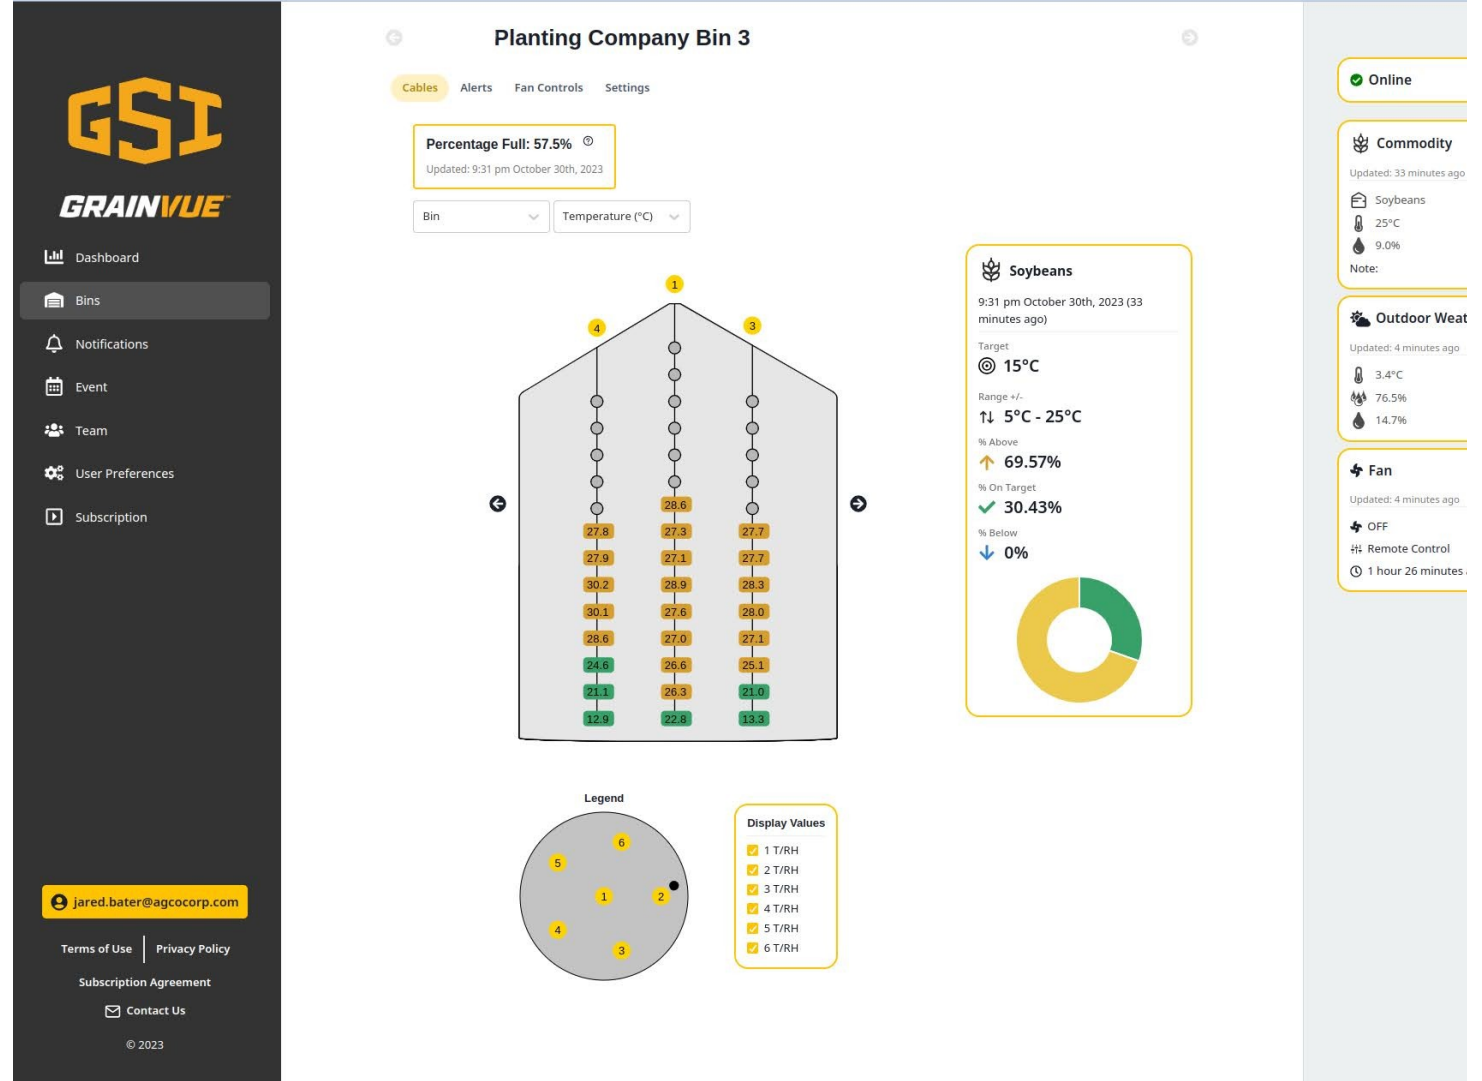 GSI
GRAINVUE™
Dashboard
Bins
Notifications
Event
Team
User Preferences
Subscription
jared.bater@agcocorp.com
Terms of Use
Privacy Policy
Subscription Agreement
Contact Us
© 2023
Planting Company Bin 3
Cables
Alerts
Fan Controls
Settings
Percentage Full: 57.5%
Updated: 9:31 pm October 30th, 2023
Bin
Temperature (°C)
1
4
3
28.6
27.8 27.3 27.7
27.9 27.1 27.7
30.2 28.9 28.3
30.1 27.6 28.0
28.6 27.0 27.1
24.6 26.6 25.1
21.1 26.3 21.0
12.9 22.8 13.3
Legend
6
5
1
2
4
3
Display Values
1 T/RH
2 T/RH
3 T/RH
4 T/RH
5 T/RH
6 T/RH
Soybeans
9:31 pm October 30th, 2023 (33
minutes ago)
Target
15°C
Range +/-
5°C - 25°C
% Above
69.57%
% On Target
30.43%
% Below
0%
Online
Commodity
Updated: 33 minutes ago
Soybeans
25°C
9.0%
Note:
Outdoor Weat
Updated: 4 minutes ago
3.4°C
76.5%
14.7%
Fan
Updated: 4 minutes ago
OFF
Remote Control
1 hour 26 minutes